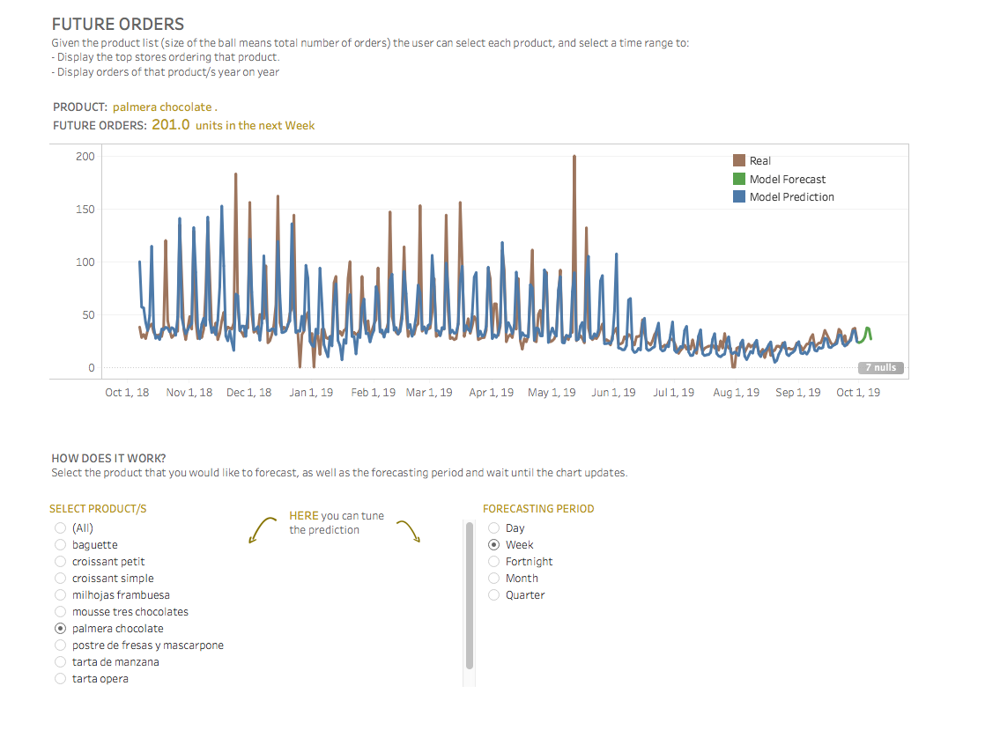 FUTURE ORDERS
Given the product list (size of the ball means total number of orders) the user can select each product, and select a time range to:
- Display the top stores ordering that product.
- Display orders of that product/s year on year
PRODUCT: palmera chocolate .
FUTURE ORDERS: 201.0 units in the next Week
200
150
100
50
0
Real
Model Forecast
Model Prediction
7 nulls
Oct 1, 18 Nov 1, 18 Dec 1, 18 Jan 1, 19 Feb 1, 19 Mar 1, 19 Apr 1, 19 May 1, 19 Jun 1, 19 Jul 1, 19 Aug 1, 19 Sep 1, 19 Oct 1, 19
HOW DOES IT WORK?
Select the product that you would like to forecast, as well as the forecasting period and wait until the chart updates.
SELECT PRODUCT/S
(All)
baguette
croissant petit
croissant simple
milhojas frambuesa
mousse tres chocolates
palmera chocolate
postre de fresas y mascarpone
tarta de manzana
tarta opera
HERE you can tune
the prediction
FORECASTING PERIOD
Day
Week
Fortnight
Month
Quarter